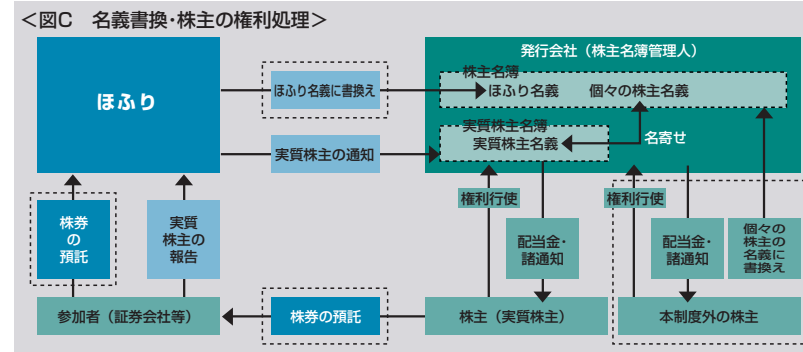 <図C 名義書換・株主の権利処理>
ほふり
ほふり名義に書換え
実質株主の通知
発行会社（株主名簿管理人）
株主名簿
ほふり名義 個々の株主名義
実質株主名簿
実質株主名義
名寄せ
株券
の
預託
実質
株主の
報告
権利行使
配当金・
諸通知
権利行使
配当金・
諸通知
個々の
株主の
名義に
書換え
参加者（証券会社等）
株券の預託
株主（実質株主）
本制度外の株主